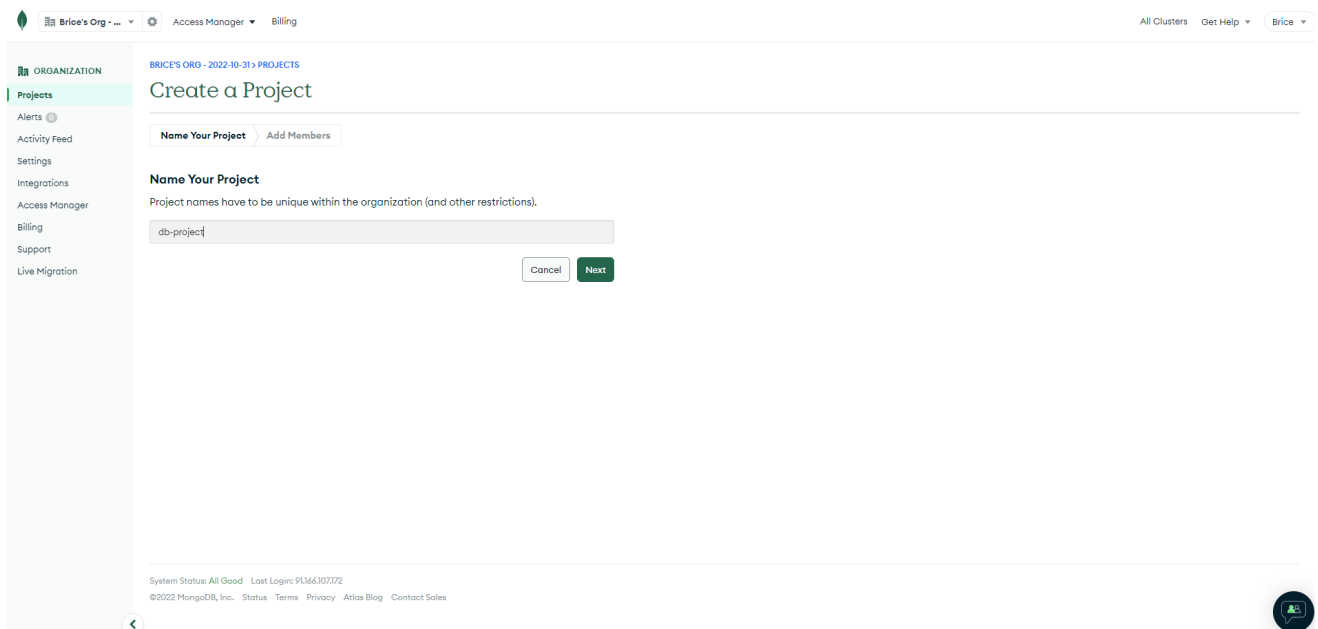 Brice's Org - ... Access Manager Billing All Clusters Get Help Brice
ORGANIZATION
Projects
Alerts 0
Activity Feed
Settings
Integrations
Access Manager
Billing
Support
Live Migration
BRICE'S ORG - 2022-10-31 > PROJECTS
Create a Project
Name Your Project Add Members
Name Your Project
Project names have to be unique within the organization (and other restrictions).
db-project
Cancel Next
System Status: All Good Last Login: 91.166.107.172
©2022 MongoDB, Inc. Status Terms Privacy Atlas Blog Contact Sales